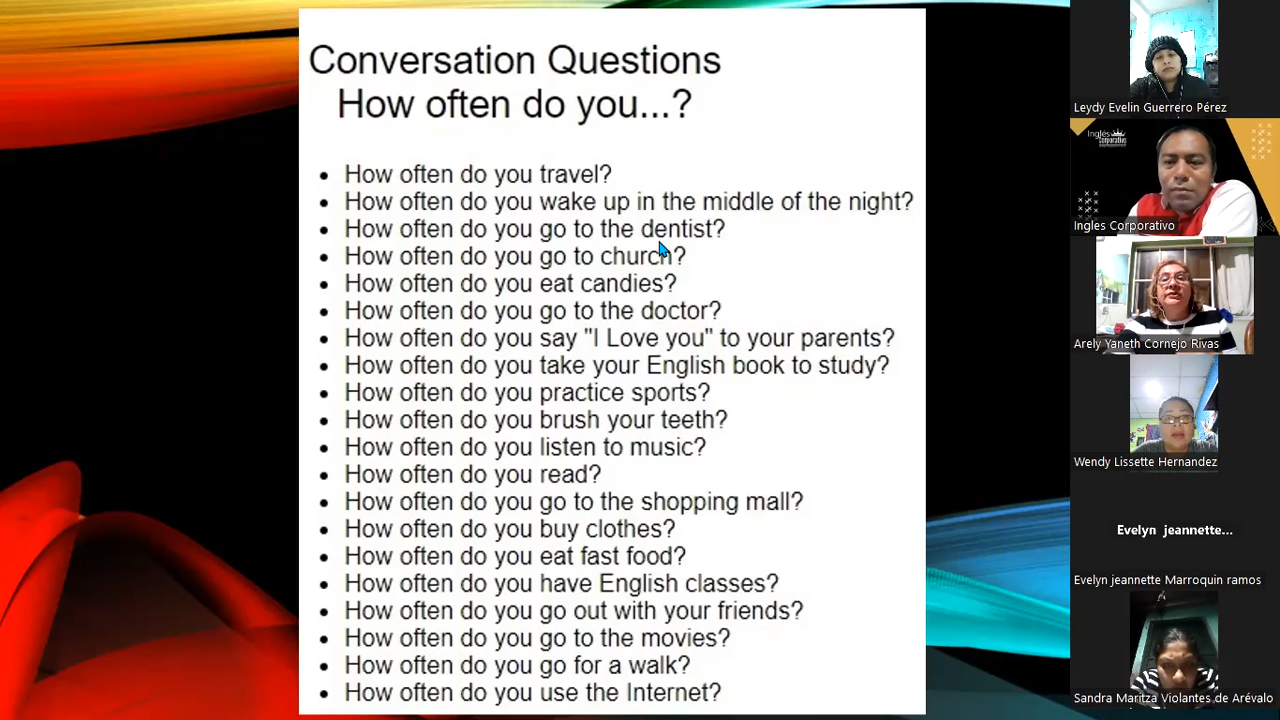 Conversation Questions
How often do you...?
How often do you travel?
How often do you wake up in the middle of the night?
How often do you go to the dentist?
How often do you go to church?
How often do you eat candies?
How often do you go to the doctor?
How often do you say "I Love you" to your parents?
How often do you take your English book to study?
How often do you practice sports?
How often do you brush your teeth?
How often do you listen to music?
How often do you read?
How often do you go to the shopping mall?
How often do you buy clothes?
How often do you eat fast food?
How often do you have English classes?
How often do you go out with your friends?
How often do you go to the movies?
How often do you go for a walk?
How often do you use the Internet?
Leydy Evelin Guerrero Pérez
Inglés
Corporativo
Ingles Corporativo
Arely Yaneth Cornejo Rivas
Wendy Lissette Hernandez
Evelyn jeannette...
Evelyn jeannette Marroquin ramos
Sandra Maritza Violantes de Arévalo